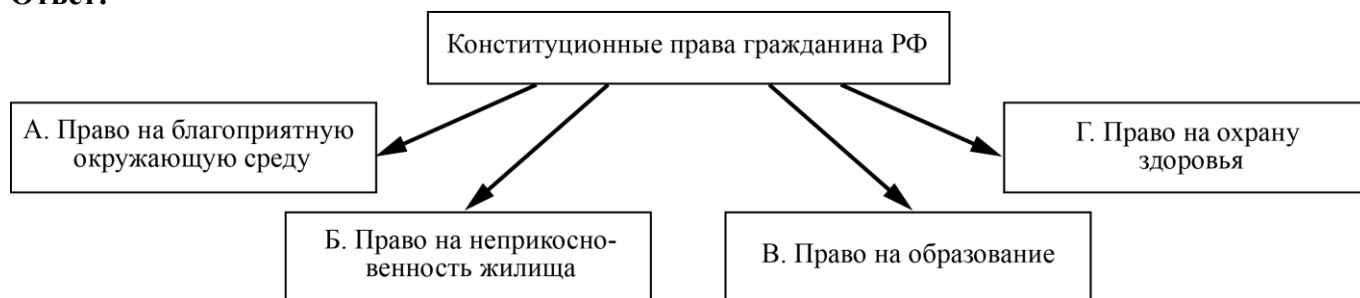 Конституционные права гражданина РФ
А. Право на благоприятную
окружающую среду
Г. Право на охрану
здоровья
Б. Право на неприкосно-
венность жилища
В. Право на образование